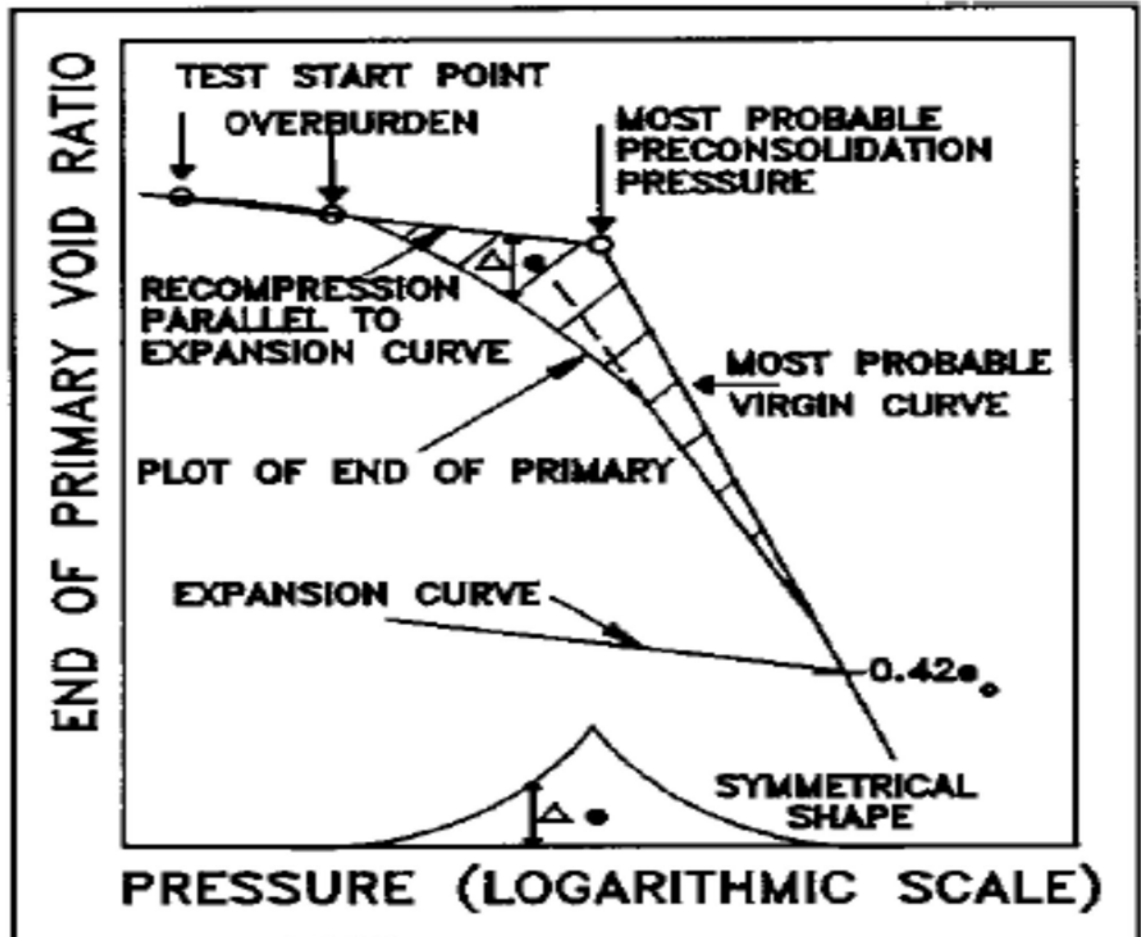 END OF PRIMARY VOID RATIO
TEST START POINT
OVERBURDEN
MOST PROBABLE
PRECONSOLIDATION
PRESSURE
Δ e
RECOMPRESSION
PARALLEL TO
EXPANSION CURVE
MOST PROBABLE
VIRGIN CURVE
PLOT OF END OF PRIMARY
EXPANSION CURVE
0.42e₀
SYMMETRICAL
SHAPE
Δ e
PRESSURE (LOGARITHMIC SCALE)